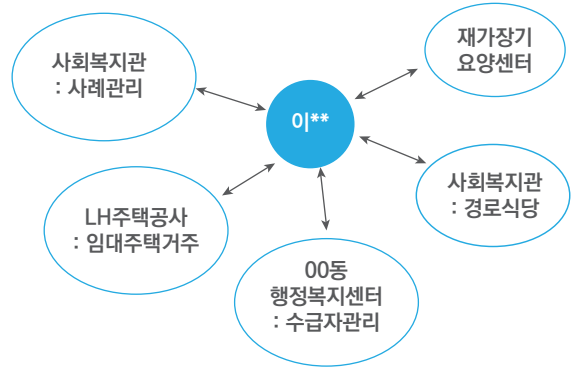 사회복지관
: 사례관리
이**
재가장기
요양센터
LH주택공사
: 임대주택거주
사회복지관
: 경로식당
00동
행정복지센터
: 수급자관리